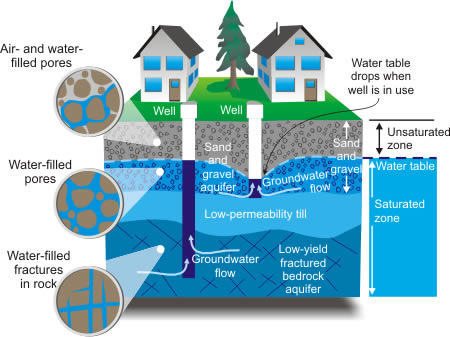 Air- and water-
filled pores
Water-filled
pores
Water-filled
fractures
in rock
Well
Well
Water table
drops when
well is in use
Sand
and
gravel
aquifer
Groundwater
flow
Sand
and
gravel
Unsaturated
zone
Water table
Saturated
zone
Low-permeability till
Groundwater
flow
Low-yield
fractured
bedrock
aquifer